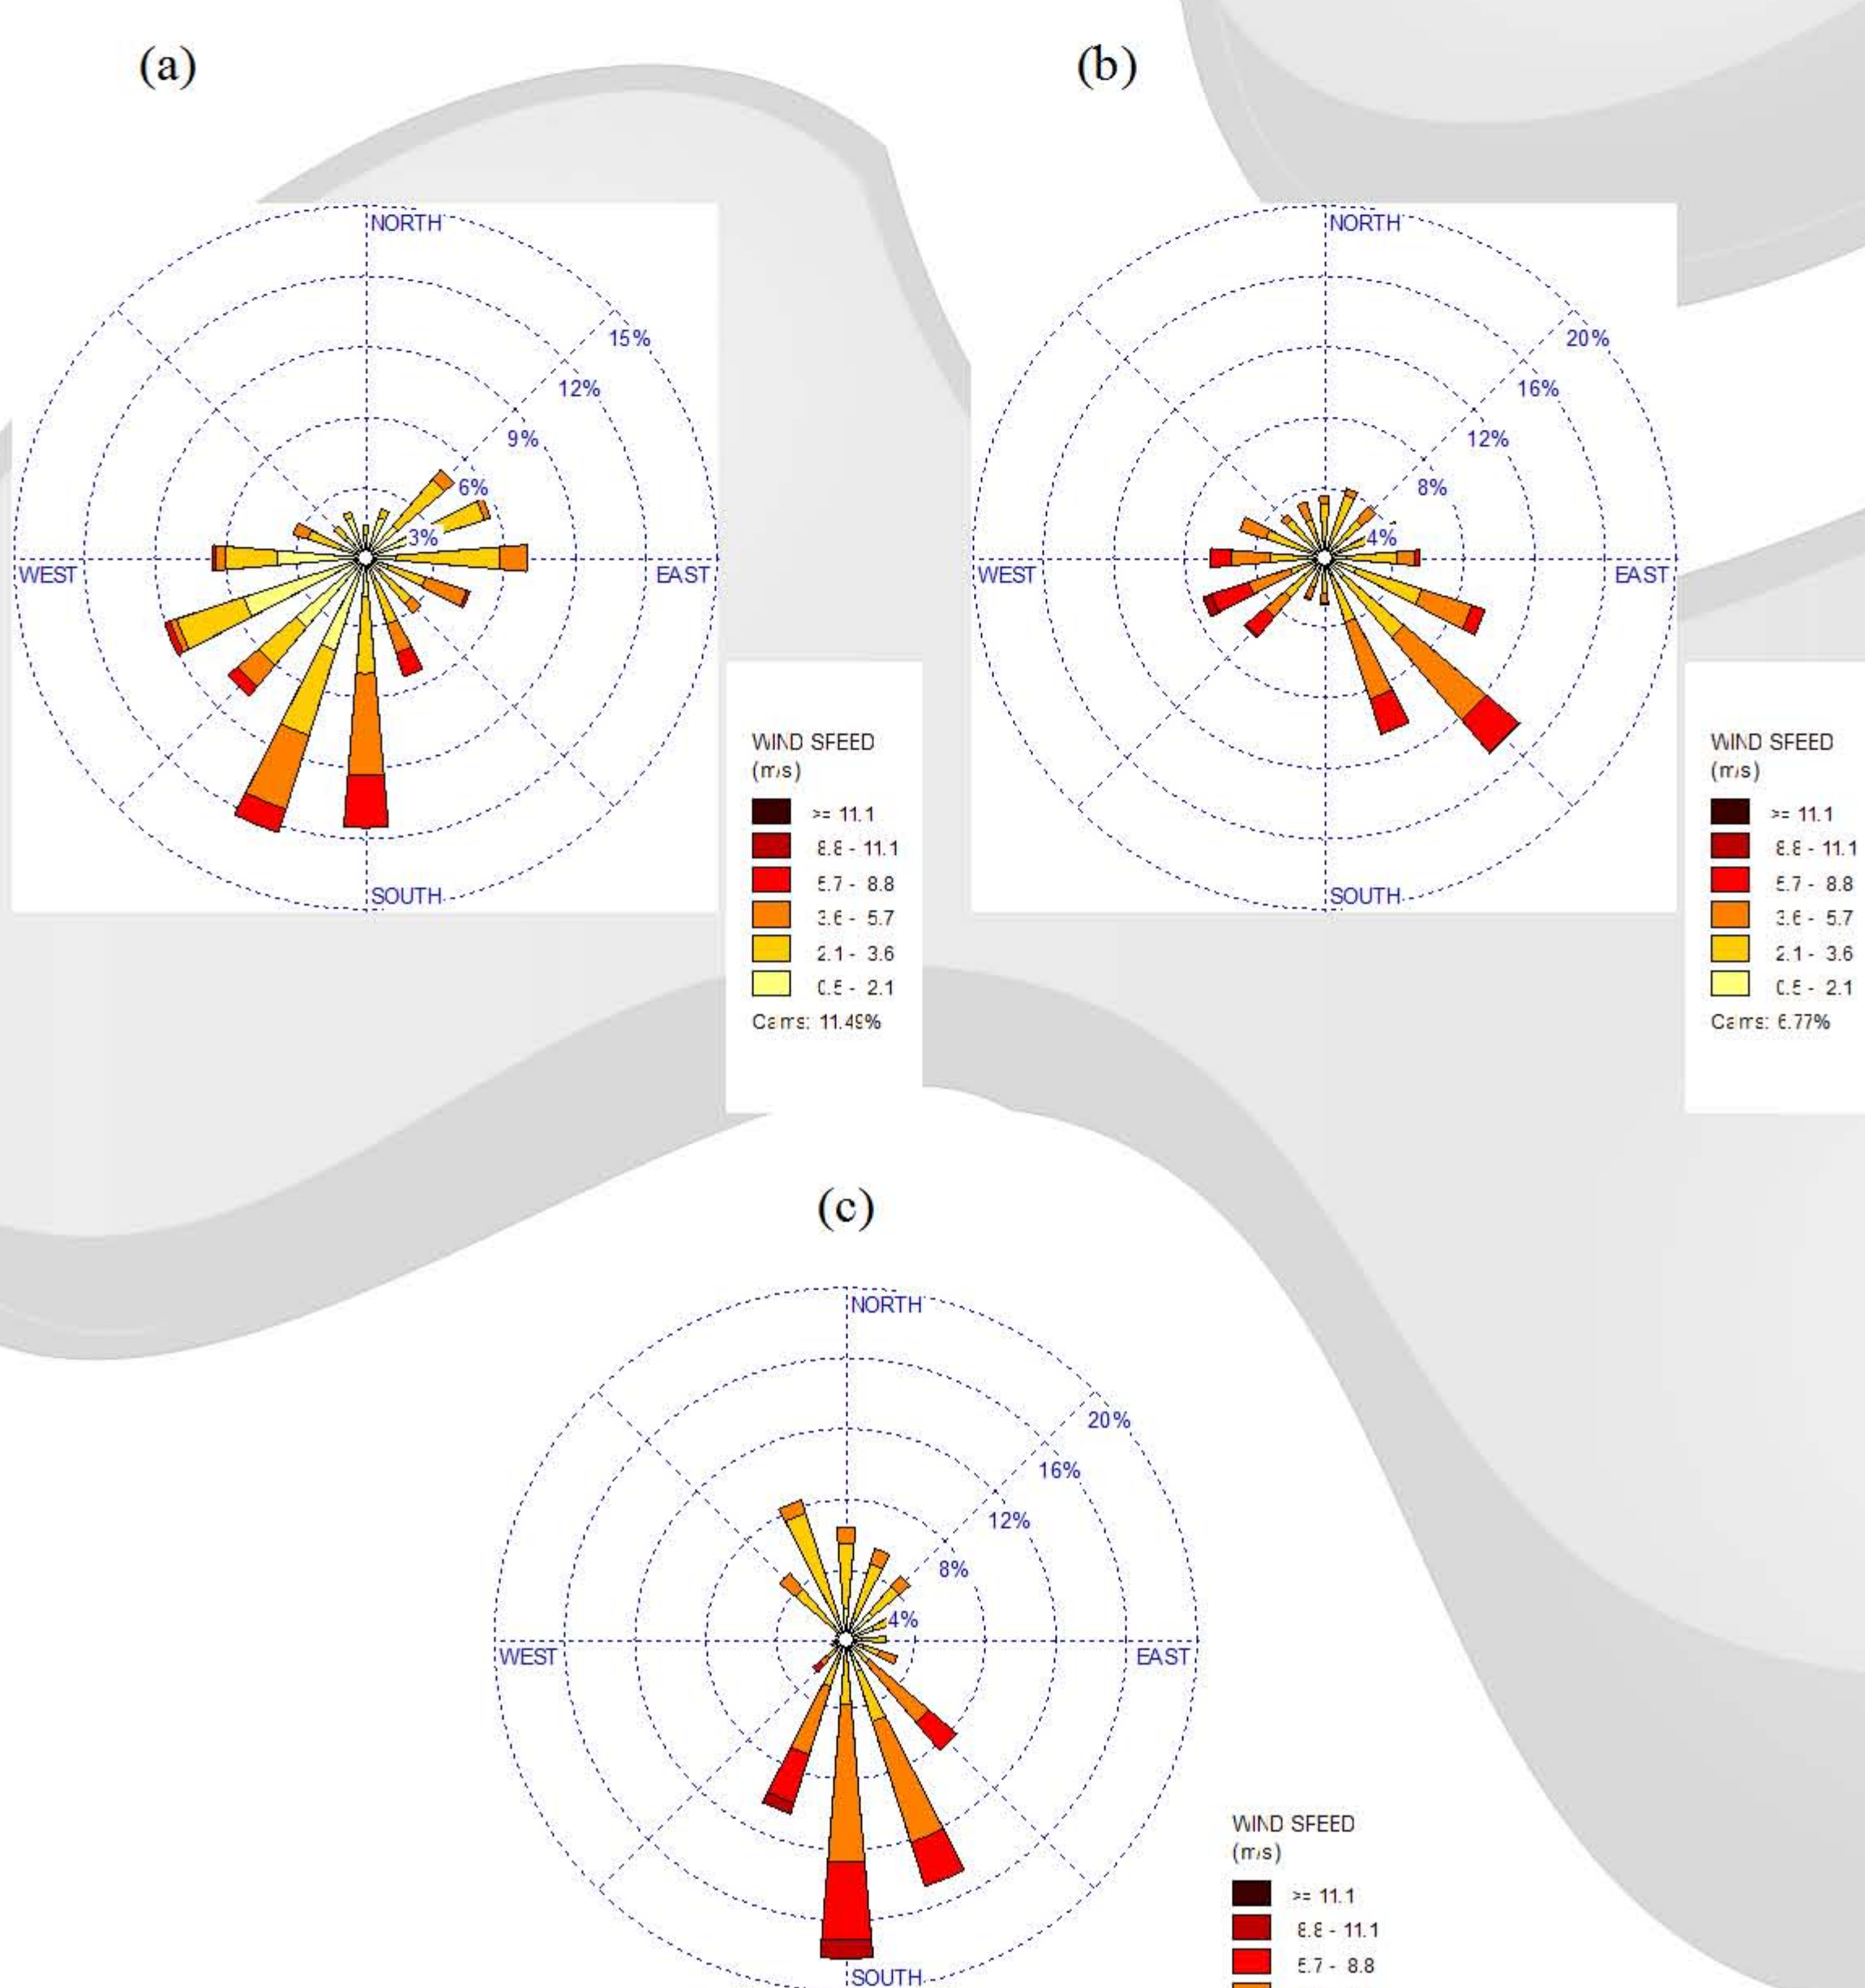 (a)
(b)
NORTH
15%
12%
9%
6%
3%
WEST
EAST
SOUTH
WIND SFEED
(m/s)
>= 11.1
8.8 - 11.1
5.7 - 8.8
3.6 - 5.7
2.1 - 3.6
0.5 - 2.1
11.49%
NORTH
20%
16%
12%
8%
4%
WEST
EAST
SOUTH
WIND SFEED
(m/s)
>= 11.1
8.8 - 11.1
5.7 - 8.8
3.6 - 5.7
2.1 - 3.6
0.5 - 2.1
6.77%
(c)
NORTH
20%
16%
12%
8%
4%
WEST
EAST
SOUTH
WIND SFEED
(m/s)
>= 11.1
8.8 - 11.1
5.7 - 8.8